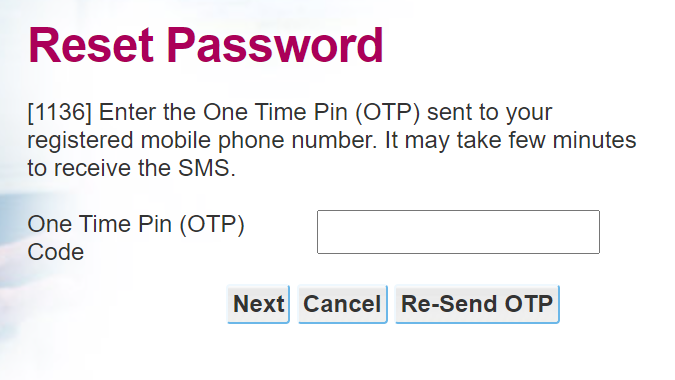 Reset Password
[1136] Enter the One Time Pin (OTP) sent to your
registered mobile phone number. It may take few minutes
to receive the SMS.
One Time Pin (OTP)
Code
Next Cancel Re-Send OTP